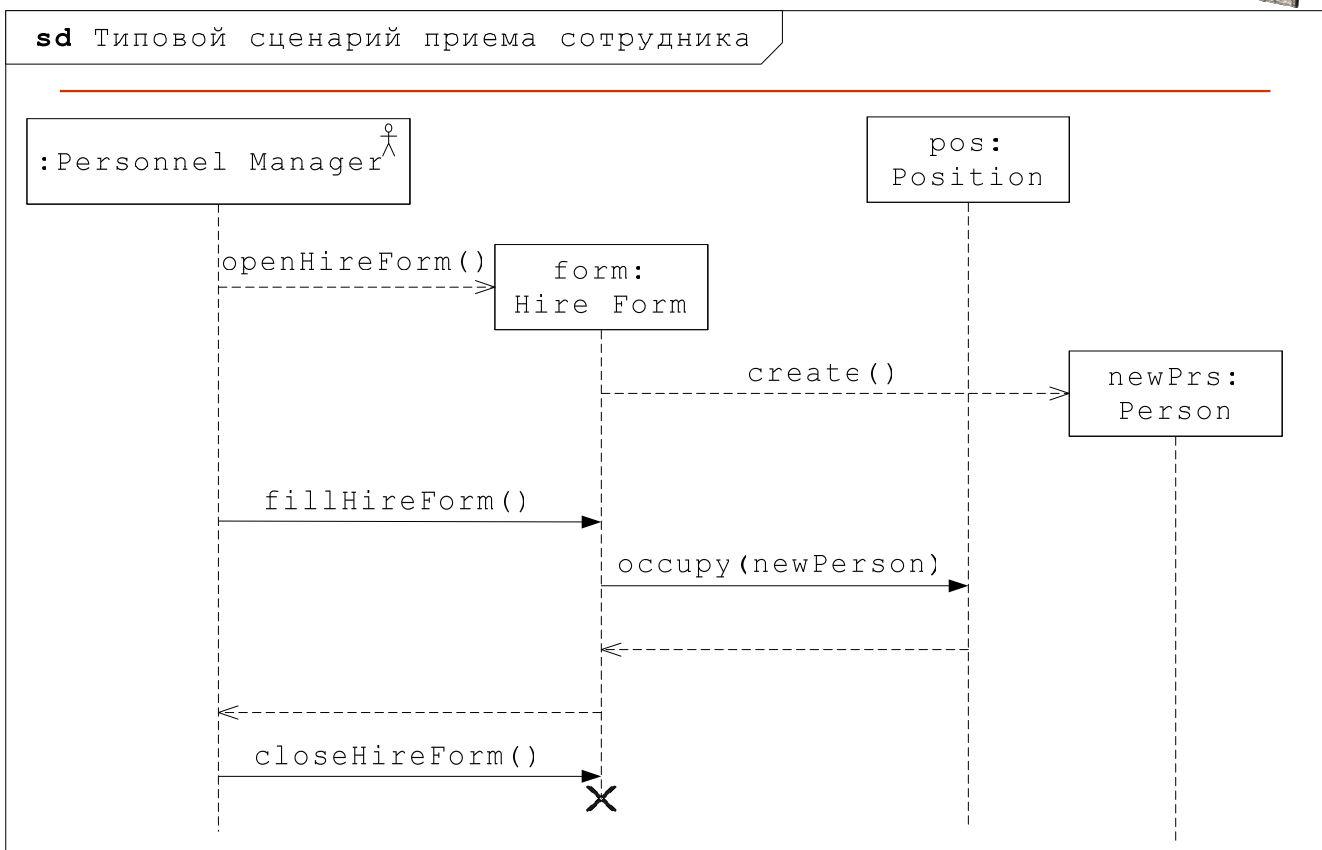 sd Типовой сценарий приема сотрудника
:Personnel Manager
pos:
Position
openHireForm()
form:
Hire Form
create()
newPrs:
Person
fillHireForm()
occupy(newPerson)
closeHireForm()